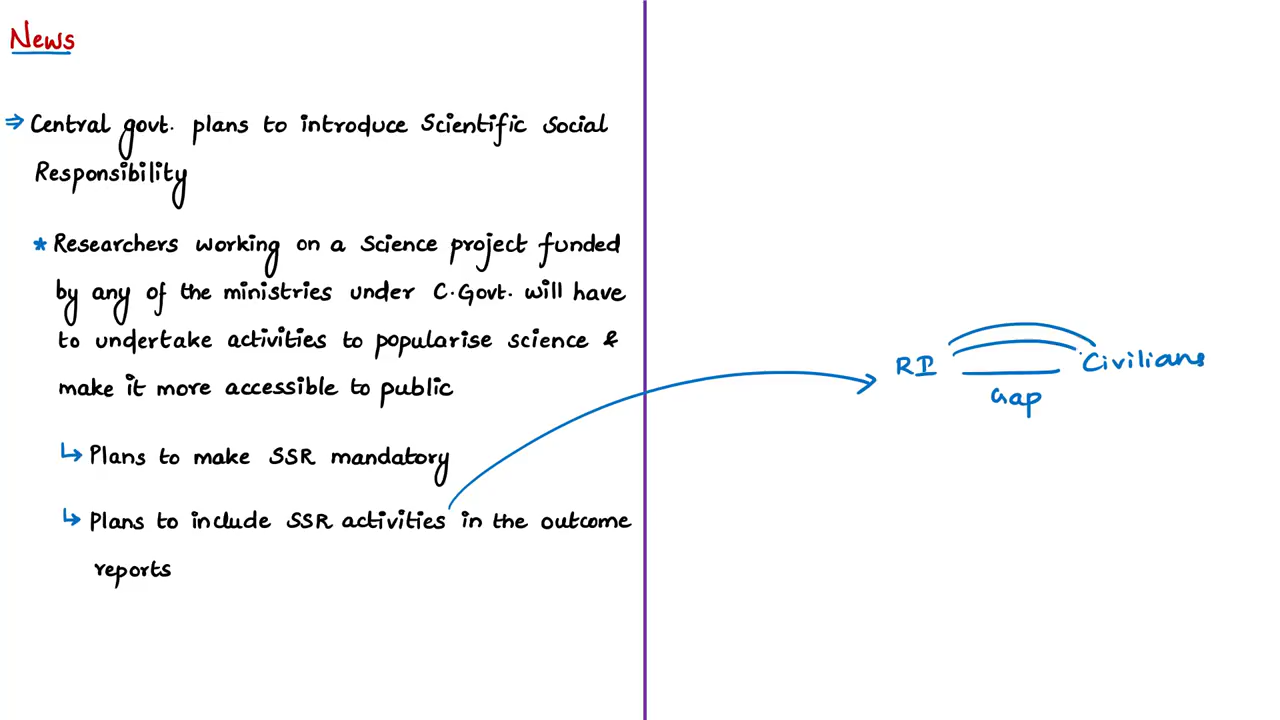 News
⇒ Central govt. plans to introduce Scientific Social
Responsibility
* Researchers working on a science project funded
by any of the ministries under C.Govt. will have
to undertake activities to popularise science &
make it more accessible to public
↳ Plans to make SSR mandatory
↳ Plans to include SSR activities in the outcome
reports
RI Civilians
Gap